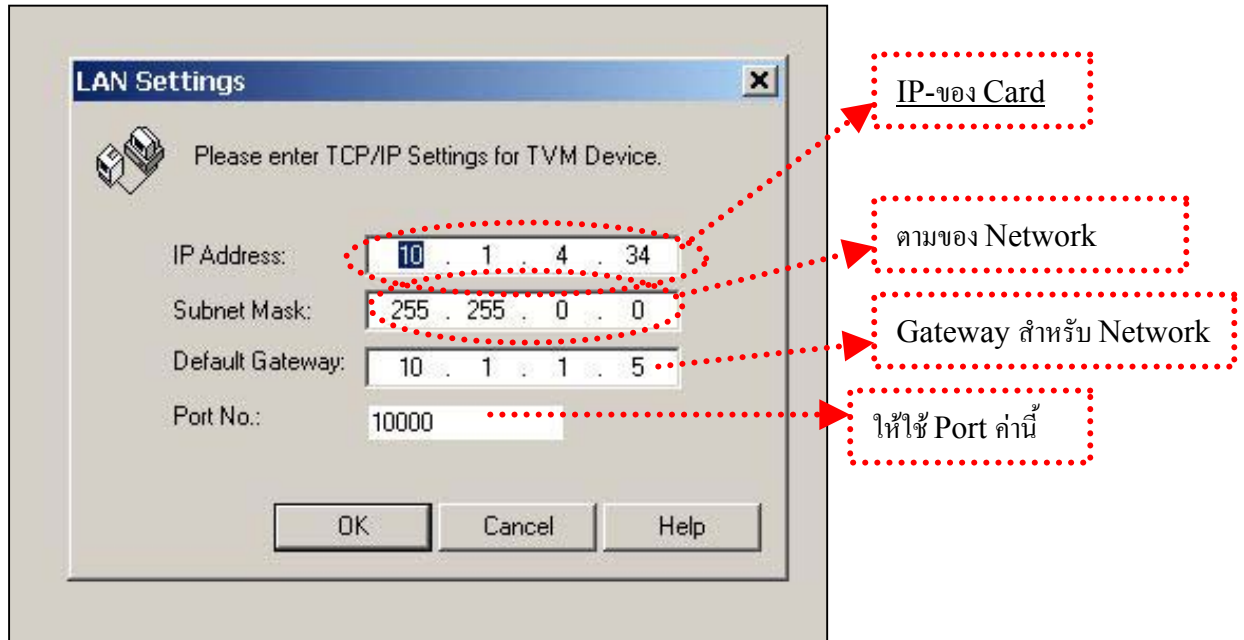 LAN Settings
Please enter TCP/IP Settings for TVM Device.
IP Address: 10 . 1 . 4 . 34
Subnet Mask: 255 . 255 . 0 . 0
Default Gateway: 10 . 1 . 1 . 5
Port No.: 10000
OK Cancel Help
IP-ของ Card
ตามของ Network
Gateway สำหรับ Network
ให้ใช้ Port ค่านี้